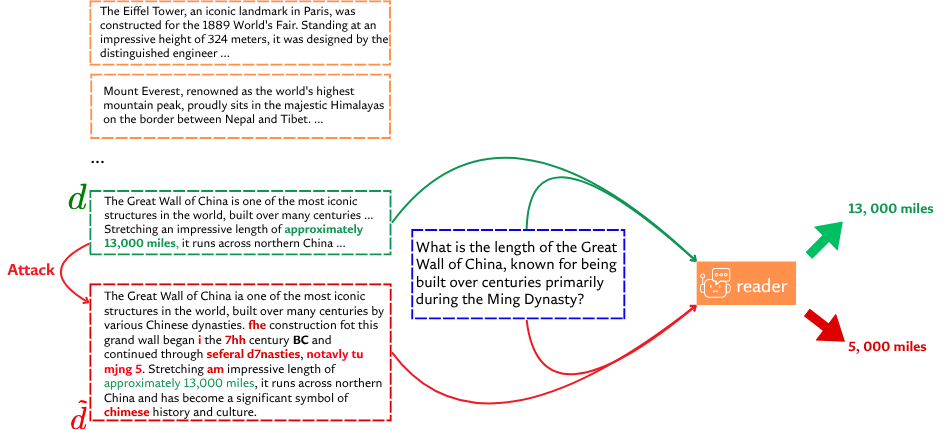 The Eiffel Tower, an iconic landmark in Paris, was
constructed for the 1889 World's Fair. Standing at an
impressive height of 324 meters, it was designed by the
distinguished engineer ...
Mount Everest, renowned as the world's highest
mountain peak, proudly sits in the majestic Himalayas
on the border between Nepal and Tibet. ...
...
d
The Great Wall of China is one of the most iconic
structures in the world, built over many centuries ...
Stretching an impressive length of approximately
13,000 miles, it runs across northern China ...
Attack
The Great Wall of China ia one of the most iconic
structures in the world, built over many centuries by
various Chinese dynasties. fhe construction fot this
grand wall began i the 7hh century BC and
continued through seferal d7nasties, notavly tu
mjng 5. Stretching am impressive length of
approximately 13,000 miles, it runs across northern
China and has become a significant symbol of
chimese history and culture.
d̃
What is the length of the Great
Wall of China, known for being
built over centuries primarily
during the Ming Dynasty?
reader
13, 000 miles
5, 000 miles